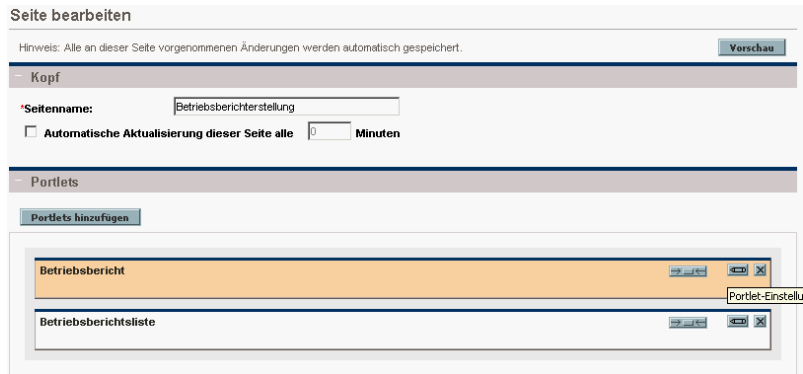 Seite bearbeiten
Hinweis: Alle an dieser Seite vorgenommenen Änderungen werden automatisch gespeichert. Vorschau
Kopf
*Seitenname: Betriebsberichterstellung
Automatische Aktualisierung dieser Seite alle 0 Minuten
Portlets
Portlets hinzufügen
Betriebsbericht
Portlet-Einstellu
Betriebsberichtsliste